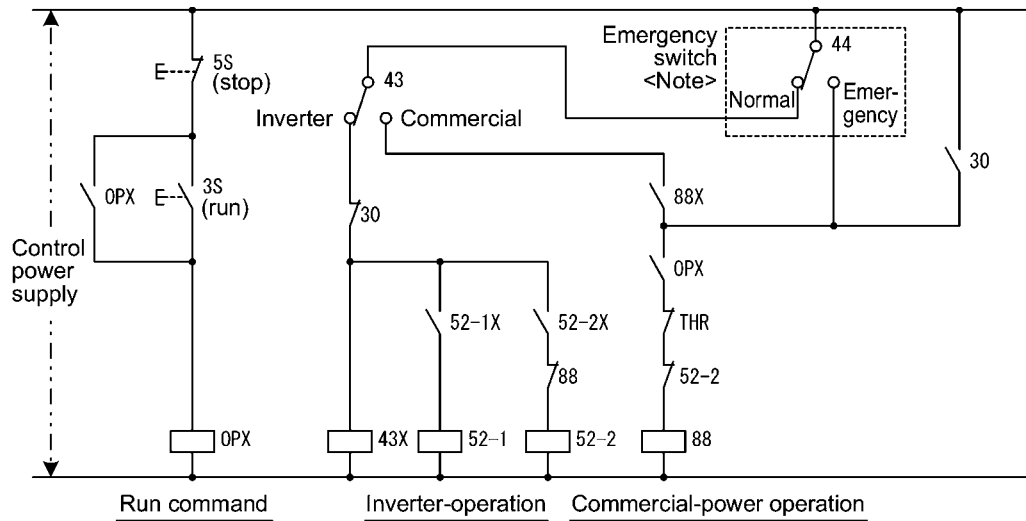 Emergency
switch
<Note>
44
Normal
Emer-
gency
5S
(stop)
43
Inverter
Commercial
OPX
3S
(run)
30
88X
30
Control
power
supply
OPX
52-1X
52-2X
THR
88
52-2
OPX
43X
52-1
52-2
88
Run command
Inverter-operation
Commercial-power operation